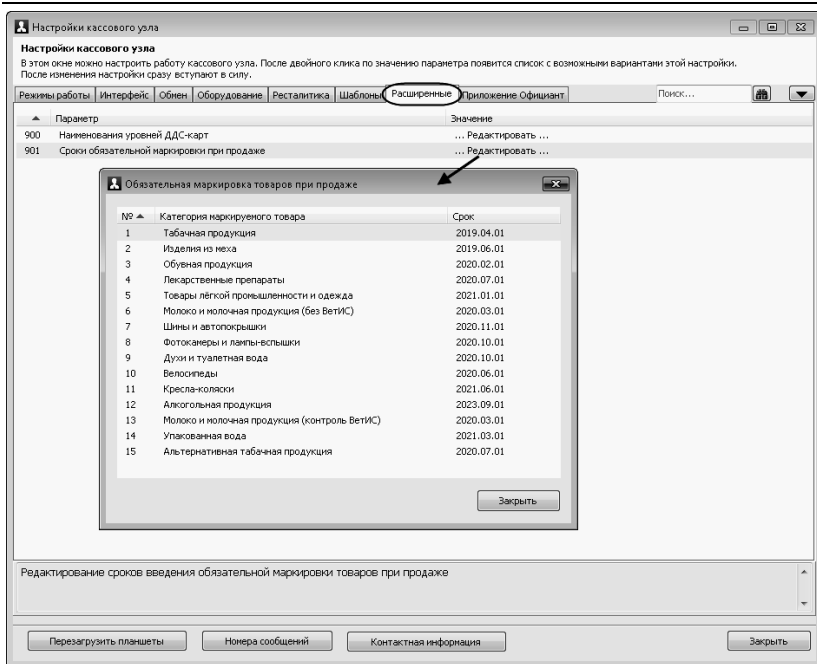 Настройки кассового узла
Настройки кассового узла
В этом окне можно настроить работу кассового узла. После двойного клика по значению параметра появится список с возможными вариантами этой настройки.
После изменения настройки сразу вступают в силу.
Режимы работы Интерфейс Обмен Оборудование Ресталитика Шаблоны Расширенные Приложение Официант Поиск...
Параметр Значение
900 Наименования уровней ДДС-карт ... Редактировать ...
901 Сроки обязательной маркировки при продаже ... Редактировать ...
Обязательная маркировка товаров при продаже
№ Категория маркируемого товара Срок
1 Табачная продукция 2019.04.01
2 Изделия из меха 2019.06.01
3 Обувная продукция 2020.02.01
4 Лекарственные препараты 2020.07.01
5 Товары лёгкой промышленности и одежда 2021.01.01
6 Молоко и молочная продукция (без ВетИС) 2020.03.01
7 Шины и автопокрышки 2020.11.01
8 Фотокамеры и лампы-вспышки 2020.10.01
9 Духи и туалетная вода 2020.10.01
10 Велосипеды 2020.06.01
11 Кресла-коляски 2021.06.01
12 Алкогольная продукция 2023.09.01
13 Молоко и молочная продукция (контроль ВетИС) 2020.03.01
14 Упакованная вода 2021.03.01
15 Альтернативная табачная продукция 2020.07.01
Закрыть
Редактирование сроков введения обязательной маркировки товаров при продаже
Перезагрузить планшеты Номера сообщений Контактная информация Закрыть